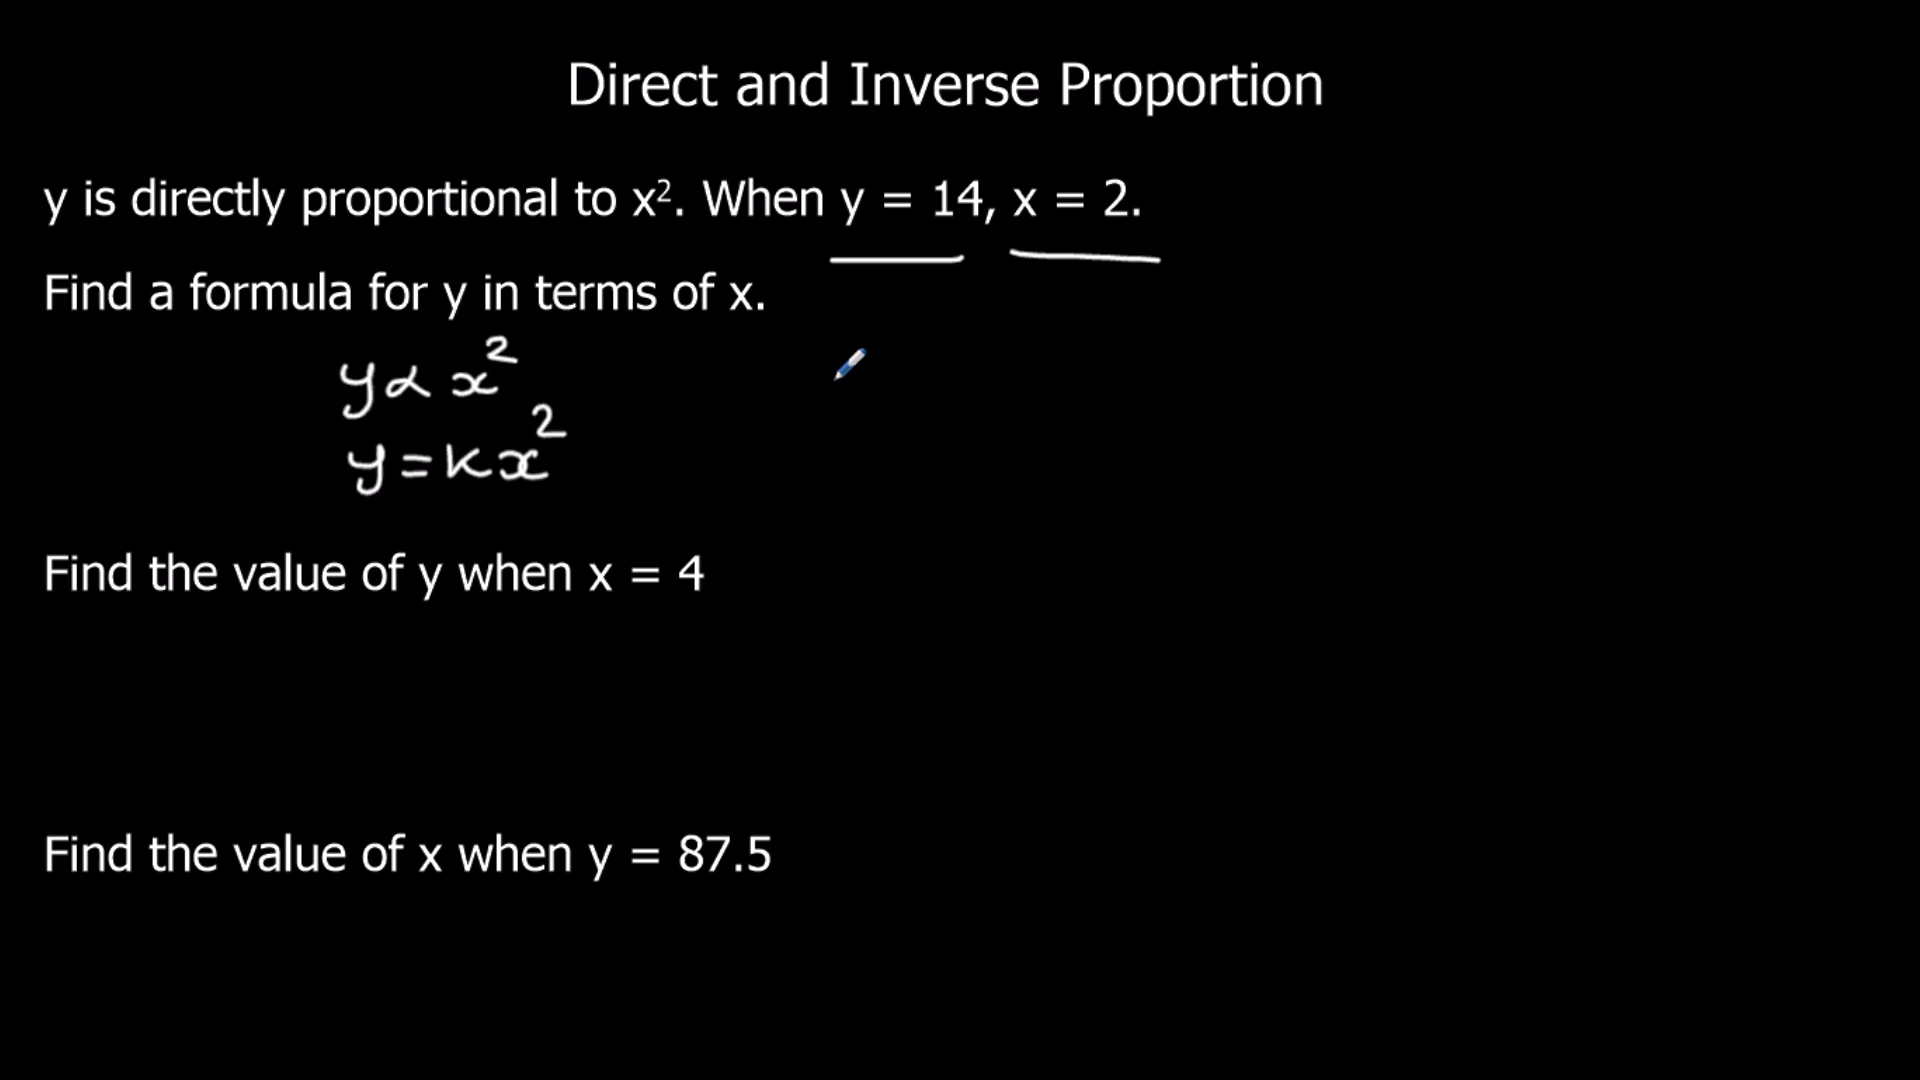 Direct and Inverse Proportion
y is directly proportional to x². When y = 14, x = 2.
Find a formula for y in terms of x.
y ∝ x²
y = kx²
Find the value of y when x = 4
Find the value of x when y = 87.5